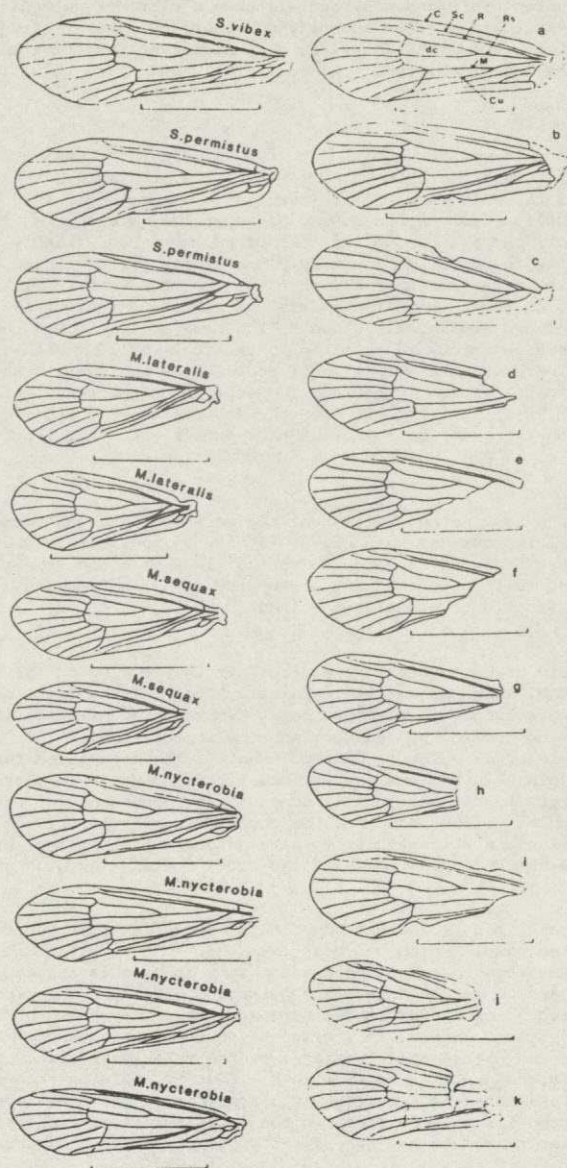 S.vibex
C Sc R Rs
dc
M
Cu
a
S.permistus
b
S.permistus
c
M.lateralis
d
M.lateralis
e
M.sequax
f
M.sequax
g
M.nycterobia
h
M.nycterobia
i
M.nycterobia
j
M.nycterobia
k